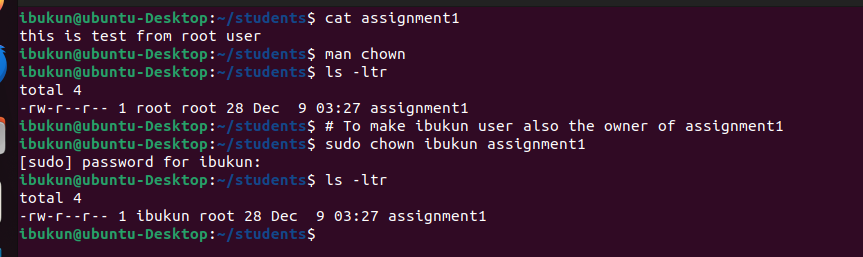 ibukun@ubuntu-Desktop:~/students$ cat assignment1
this is test from root user
ibukun@ubuntu-Desktop:~/students$ man chown
ibukun@ubuntu-Desktop:~/students$ ls -ltr
total 4
-rw-r--r-- 1 root root 28 Dec  9 03:27 assignment1
ibukun@ubuntu-Desktop:~/students$ # To make ibukun user also the owner of assignment1
ibukun@ubuntu-Desktop:~/students$ sudo chown ibukun assignment1
[sudo] password for ibukun:
ibukun@ubuntu-Desktop:~/students$ ls -ltr
total 4
-rw-r--r-- 1 ibukun root 28 Dec  9 03:27 assignment1
ibukun@ubuntu-Desktop:~/students$